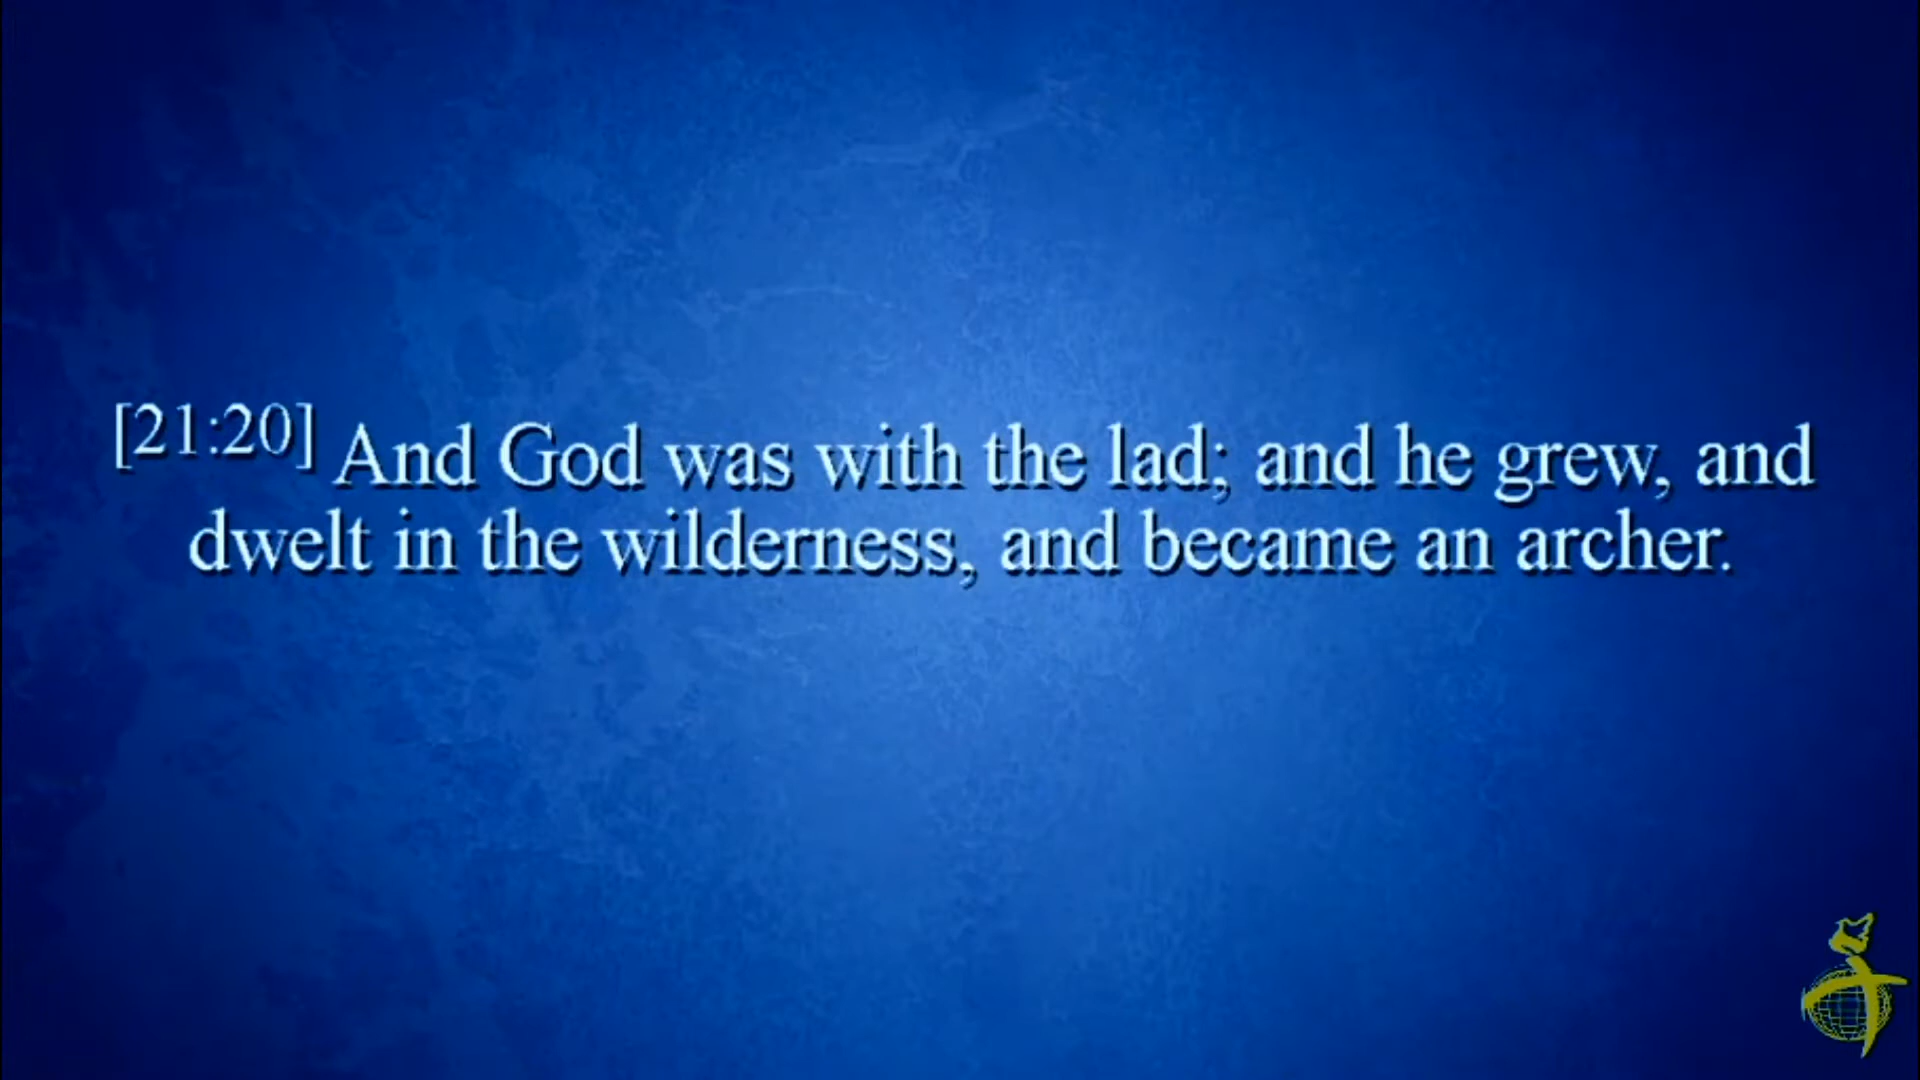 [21:20] And God was with the lad; and he grew, and
dwelt in the wilderness, and became an archer.